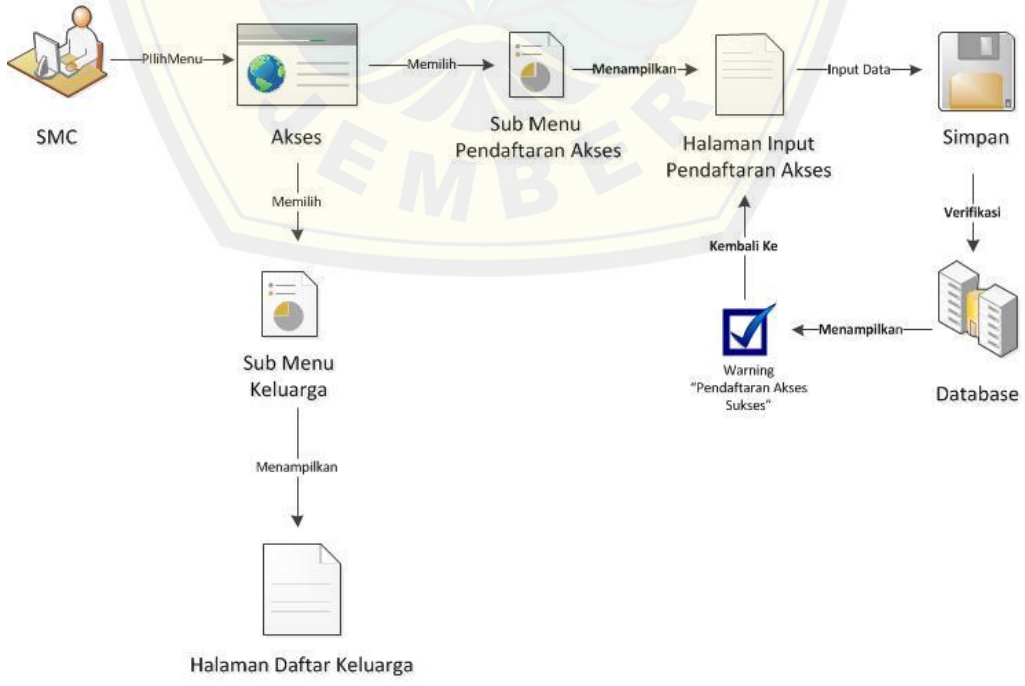 PIlihMenu
Memilih
Menampilkan
Input Data
SMC
Akses
Sub Menu
Pendaftaran Akses
Halaman Input
Pendaftaran Akses
Simpan
JEMBER
Memilih
Kembali Ke
Verifikasi
Sub Menu
Keluarga
Menampilkan
Warning
"Pendaftaran Akses
Sukses"
Database
Menampilkan
Halaman Daftar Keluarga